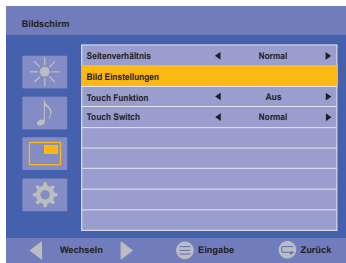 Bildschirm
Seitenverhältnis Normal
Bild Einstellungen
Touch Funktion Aus
Touch Switch Normal
Wechseln Eingabe Zurück